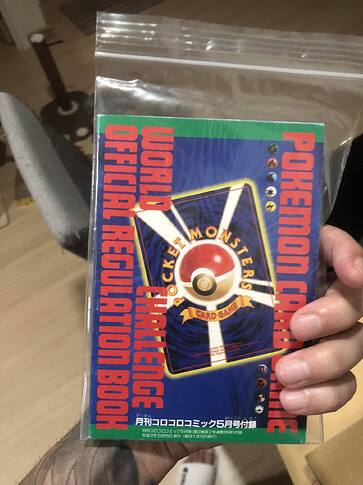 POKÉMON CARD GAME
WORLD CHALLENGE
OFFICIAL REGULATION BOOK
POCKET MONSTERS
CARD GAME
月刊コロコロコミック5月号付録